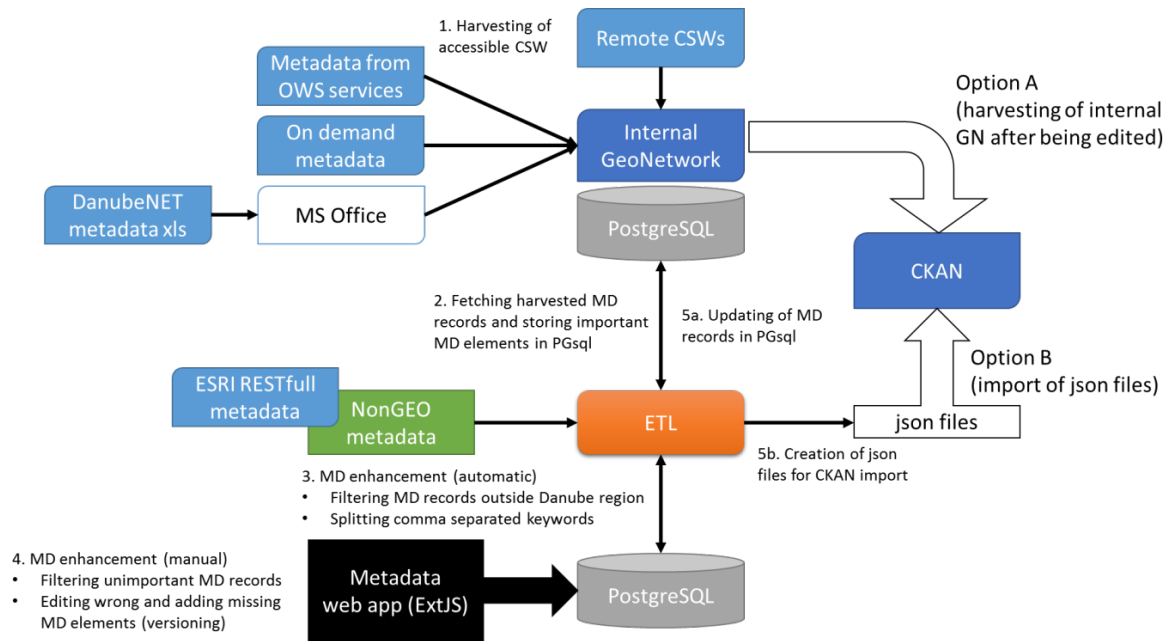 1. Harvesting of
accessible CSW
Remote CSWs
Metadata from
OWS services
On demand
metadata
DanubeNET
metadata xls
MS Office
Internal
GeoNetwork
PostgreSQL
Option A
(harvesting of internal
GN after being edited)
CKAN
2. Fetching harvested MD
records and storing important
MD elements in PGsql
5a. Updating of MD
records in PGsql
Option B
(import of json files)
ESRI RESTfull
metadata
NonGEO
metadata
ETL
json files
5b. Creation of json
files for CKAN import
3. MD enhancement (automatic)
• Filtering MD records outside Danube region
• Splitting comma separated keywords
4. MD enhancement (manual)
• Filtering unimportant MD records
• Editing wrong and adding missing
MD elements (versioning)
Metadata
web app (ExtJS)
PostgreSQL